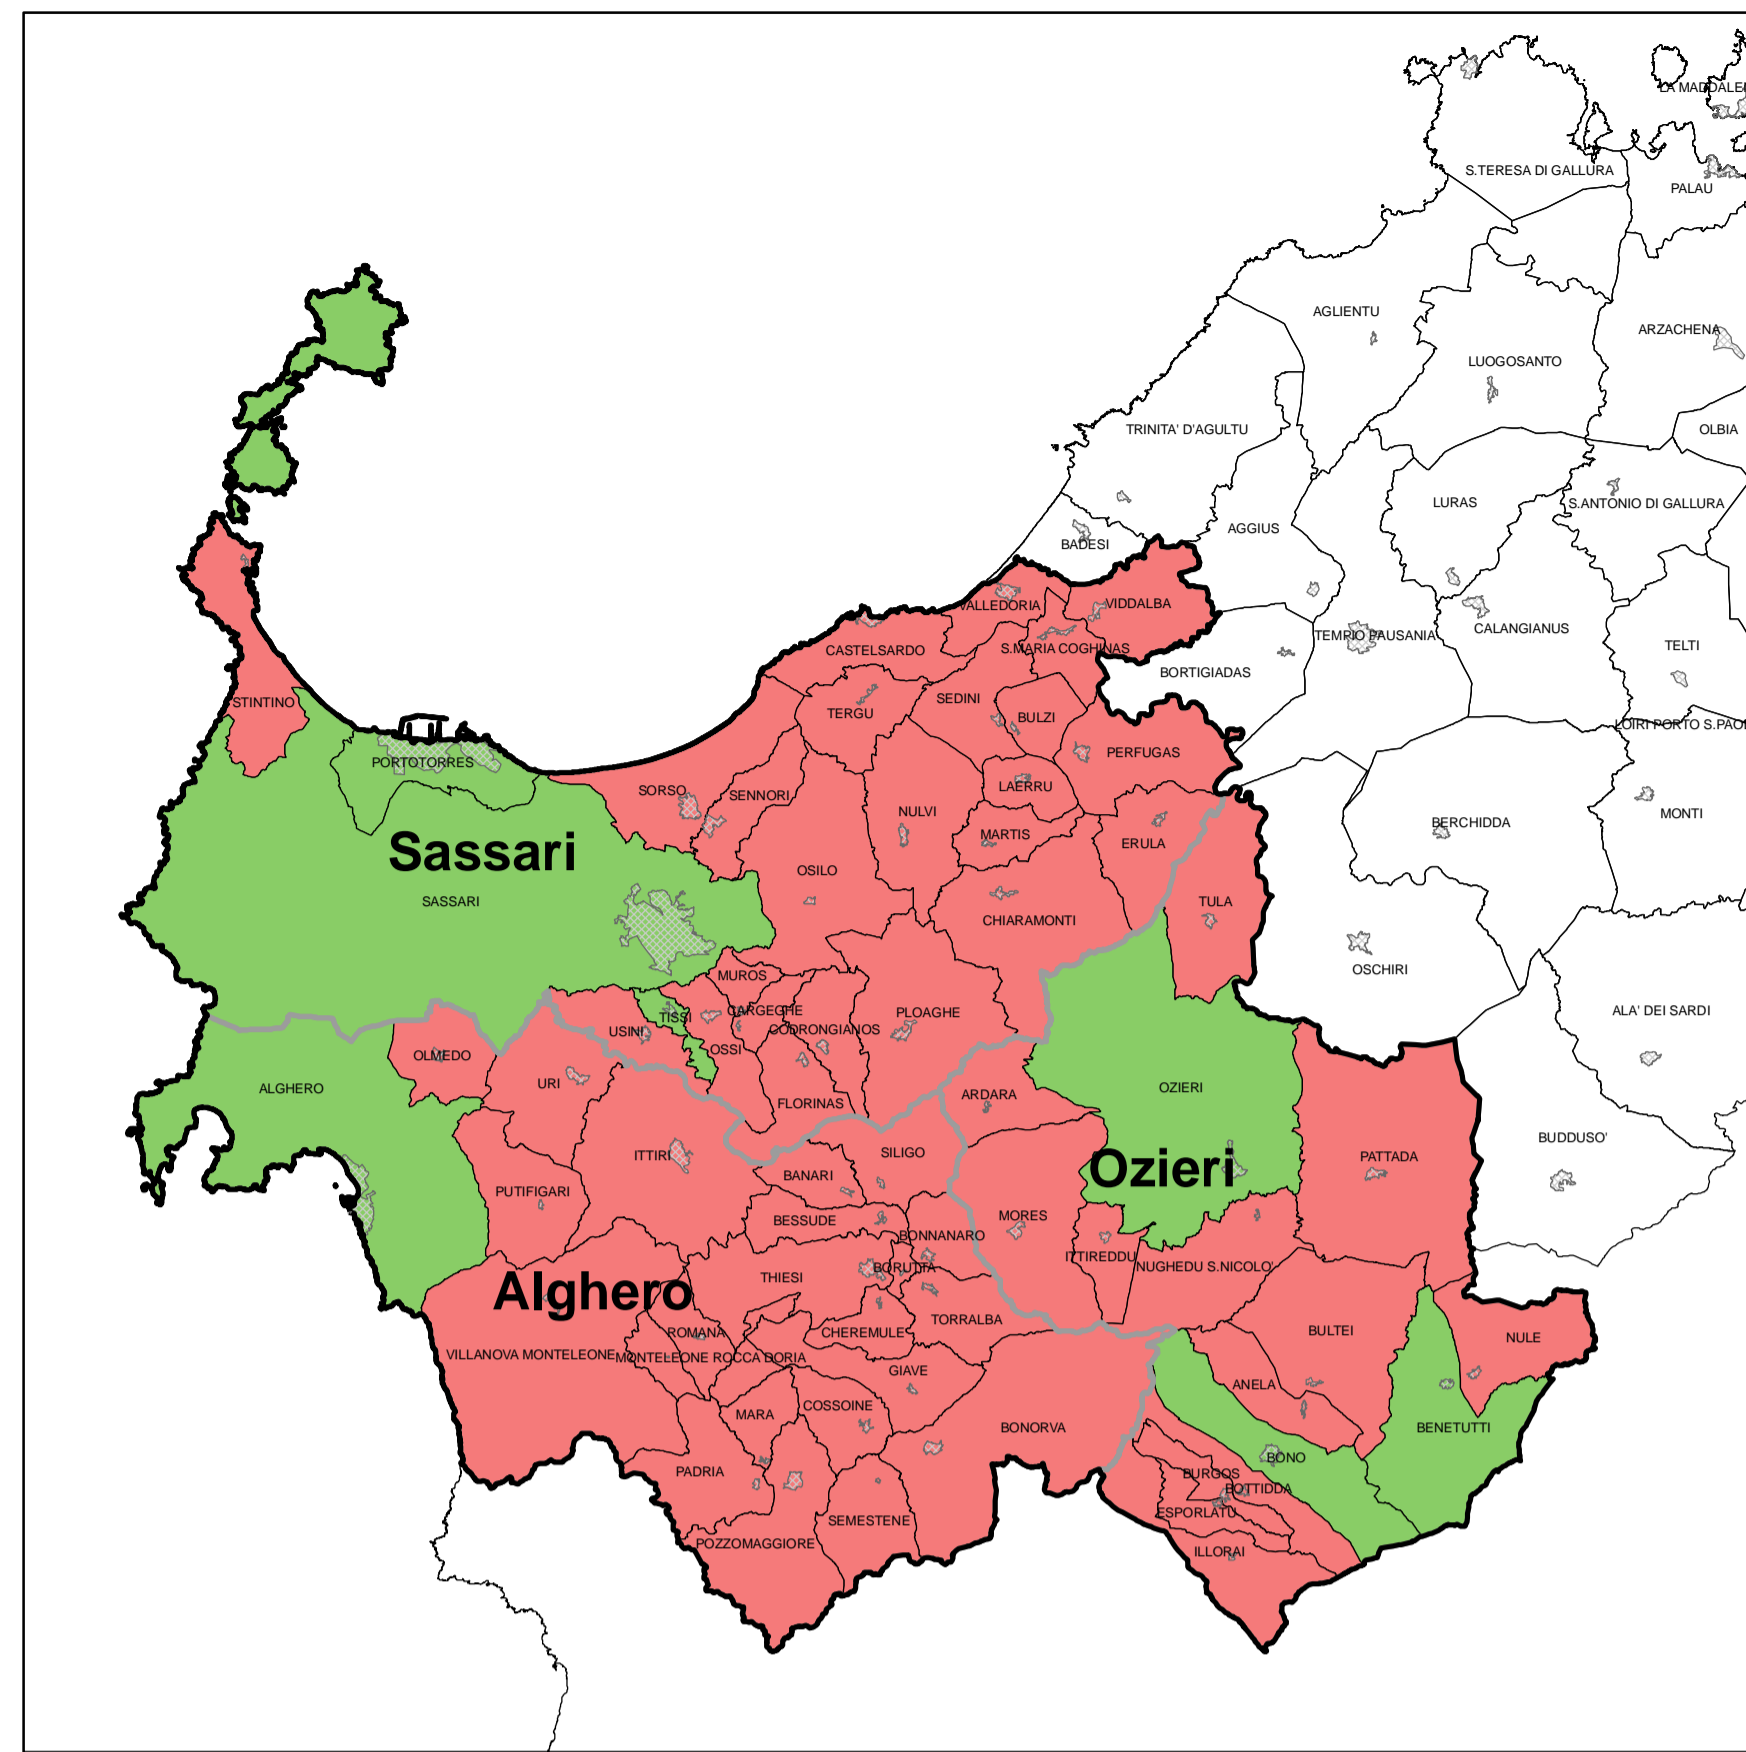 LA MADDALE
S.TERESA DI GALLURA
PALAU
AGLIENTU
ARZACHENA
LUOGOSANTO
TRINITA' D'AGULTU
OLBIA
LURAS
S.ANTONIO DI GALLURA
AGGIUS
BADESI
VALLEDORIA
VIDDALBA
TEMPIO PAUSANIA
CALANGIANUS
TELTI
CASTELSARDO
S.MARIA COGHINAS
BORTIGIADAS
STINTINO
SEDINI
TERGU
BULZI
LOIRI PORTO S.PAO
PERFUGAS
PORTOTORRES
LAERRU
SORSO
SENNORI
NULVI
MONTI
BERCHIDDA
MARTIS
ERULA
Sassari
OSILO
SASSARI
TULA
CHIARAMONTI
OSCHIRI
MUROS
CARGEGHE
PLOAGHE
ALA' DEI SARDI
TISSI
USINI
CODRONGIANOS
OSSI
OLMEDO
URI
ALGHERO
OZIERI
ARDARA
FLORINAS
BUDDUSO'
SILIGO
ITTIRI
PATTADA
Ozieri
BANARI
PUTIFIGARI
MORES
BESSUDE
BONNANARO
ITTIREDDU
NUGHEDU S.NICOLO'
BORUTTA
THIESI
Alghero
TORRALBA
ROMANA
CHEREMULE
BULTEI
NULE
VILLANOVA MONTELEONE
MONTELEONE ROCCA DORIA
GIAVE
ANELA
COSSOINE
MARA
BONORVA
BENETUTTI
BONO
PADRIA
BURGOS
BOTTIDDA
ESPORLATU
SEMESTENE
POZZOMAGGIORE
ILLORAI